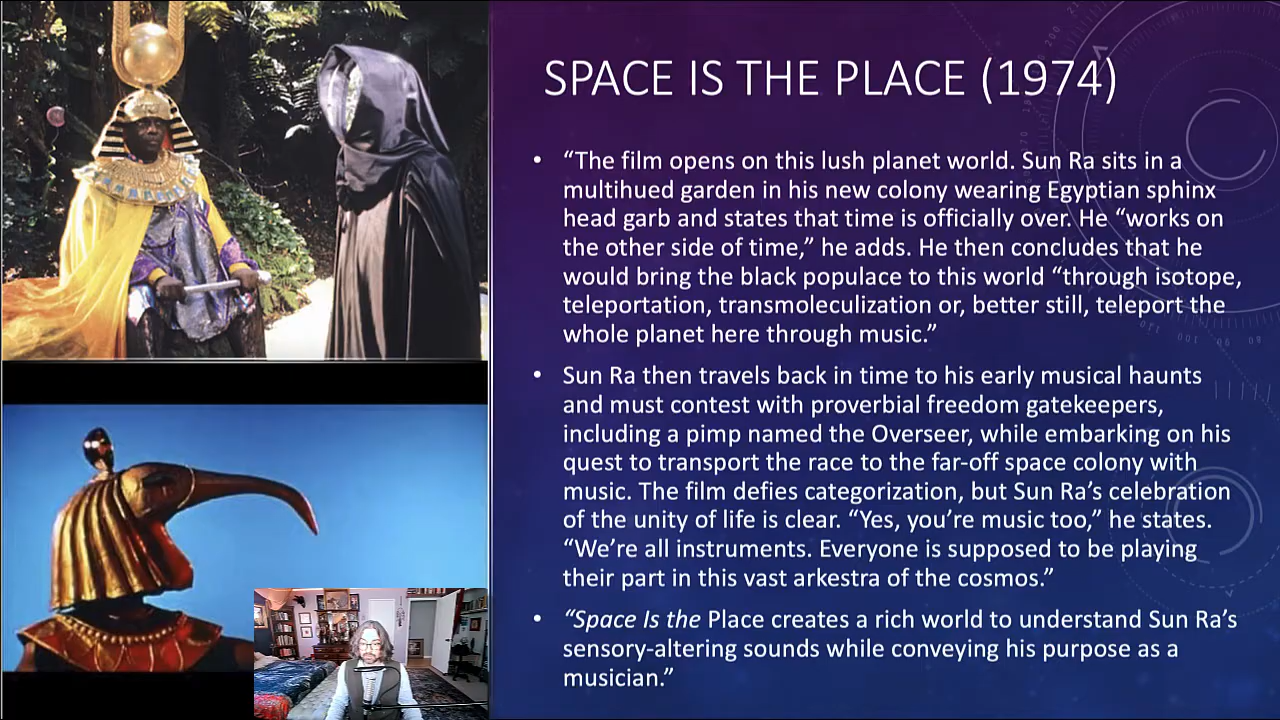 SPACE IS THE PLACE (1974)
• “The film opens on this lush planet world. Sun Ra sits in a
multihued garden in his new colony wearing Egyptian sphinx
head garb and states that time is officially over. He “works on
the other side of time,” he adds. He then concludes that he
would bring the black populace to this world “through isotope,
teleportation, transmoleculization or, better still, teleport the
whole planet here through music.”
• Sun Ra then travels back in time to his early musical haunts
and must contest with proverbial freedom gatekeepers,
including a pimp named the Overseer, while embarking on his
quest to transport the race to the far-off space colony with
music. The film defies categorization, but Sun Ra’s celebration
of the unity of life is clear. “Yes, you’re music too,” he states.
“We’re all instruments. Everyone is supposed to be playing
their part in this vast arkestra of the cosmos.”
• “Space Is the Place creates a rich world to understand Sun Ra’s
sensory-altering sounds while conveying his purpose as a
musician.”